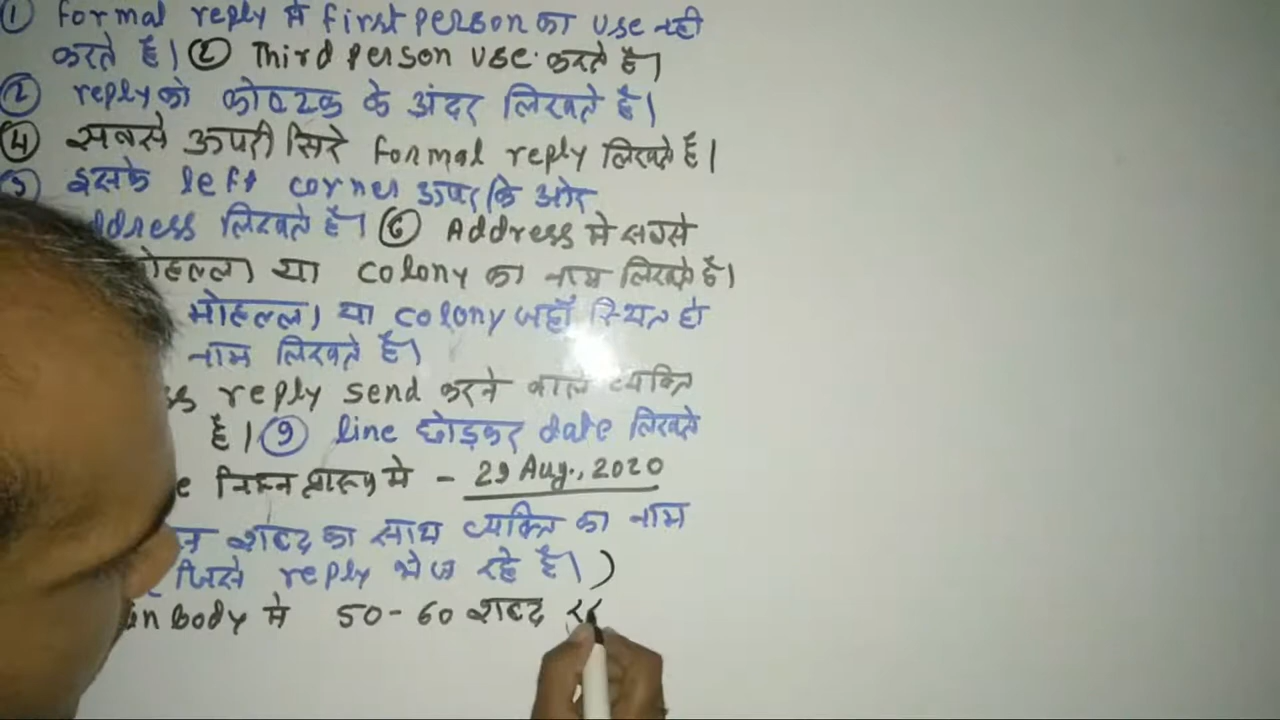 ① Formal reply में first person का use नही
करते है। ② Third person use करते है।
② reply को कोष्टक के अंदर लिखते है।
④ सबसे ऊपरी सिरे Formal reply लिखते है।
इसके left corner ऊपर कि ओर
ddress लिखते है। ⑥ Address मे सबसे
मोहल्ला या colony का नाम लिखते है।
मोहल्ला या colony जहाँ स्थित हो
नाम लिखते है।
ss reply send करने वाले व्यक्ति
है। ⑨ line छोड़कर date लिखते
e निम्न प्रारूप मे - 29 Aug., 2020
शब्द का साथ व्यक्ति का नाम
जिसे reply भेज रहे है।)
in Body मे 50-60 शब्द